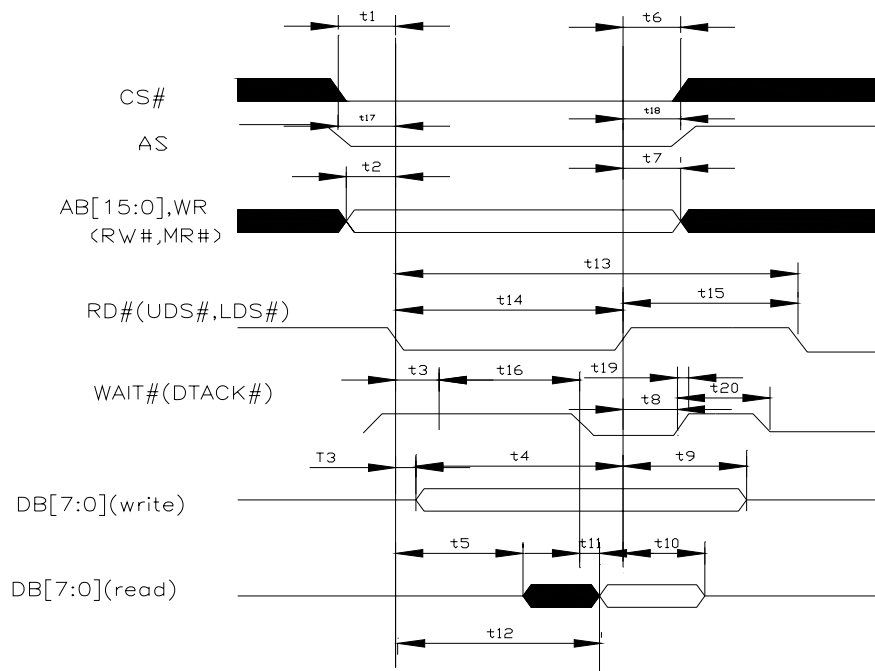 t1 t6
CS#
t17 t18
AS
t2 t7
AB[15:0],WR
(RW#,MR#)
t13
t14 t15
RD#(UDS#,LDS#)
t3 t16 t19 t20
WAIT#(DTACK#)
t8
T3 t4 t9
DB[7:0](write)
t5 t11 t10
DB[7:0](read)
t12